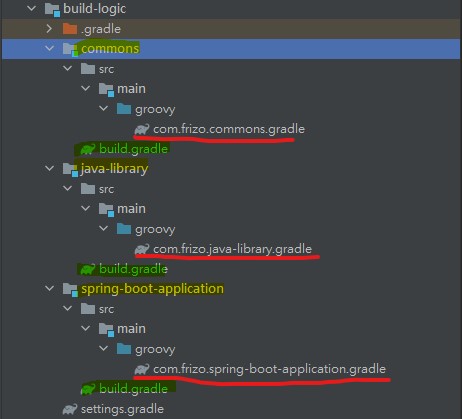 build-logic
.gradle
commons
src
main
groovy
com.frizo.commons.gradle
build.gradle
java-library
src
main
groovy
com.frizo.java-library.gradle
build.gradle
spring-boot-application
src
main
groovy
com.frizo.spring-boot-application.gradle
build.gradle
settings.gradle